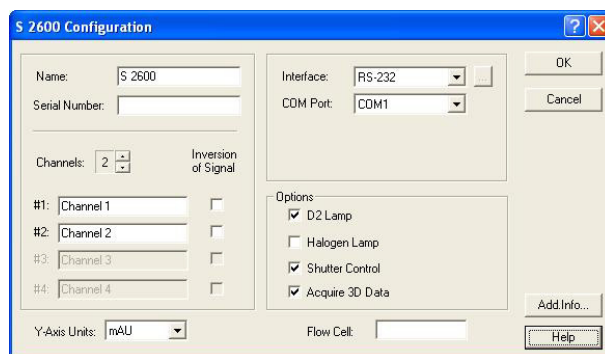 S 2600 Configuration
Name: S 2600
Serial Number:
Channels: 2
Inversion
of Signal
#1: Channel 1
#2: Channel 2
#3: Channel 3
#4: Channel 4
Y-Axis Units: mAU
Interface: RS-232 ...
COM Port: COM1
Options
D2 Lamp
Halogen Lamp
Shutter Control
Acquire 3D Data
Flow Cell:
OK
Cancel
Add.Info...
Help